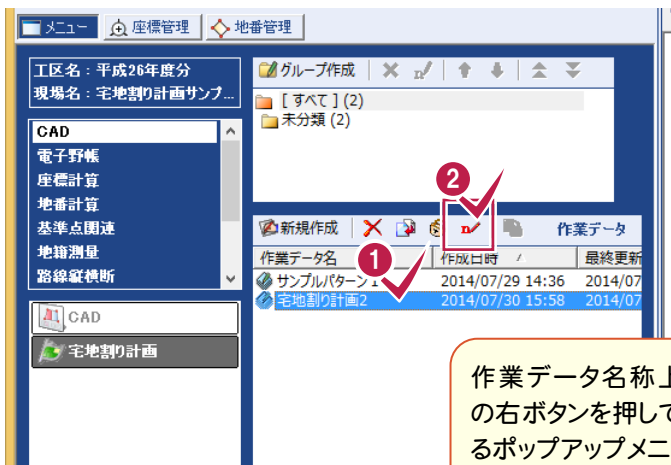 メニュー 座標管理 地番管理
工区名：平成26年度分
現場名：宅地割り計画サンプ...
グループ作成
[ すべて ] (2)
未分類 (2)
CAD
電子野帳
座標計算
地番計算
基準点関連
地籍測量
路線縦横断
CAD
宅地割り計画
2
新規作成 作業データ
1
作業データ名 作成日時 最終更新
サンプルパターン1 2014/07/29 14:36 2014/07
宅地割り計画2 2014/07/30 15:58 2014/07
作業データ名称上
の右ボタンを押して
るポップアップメニ